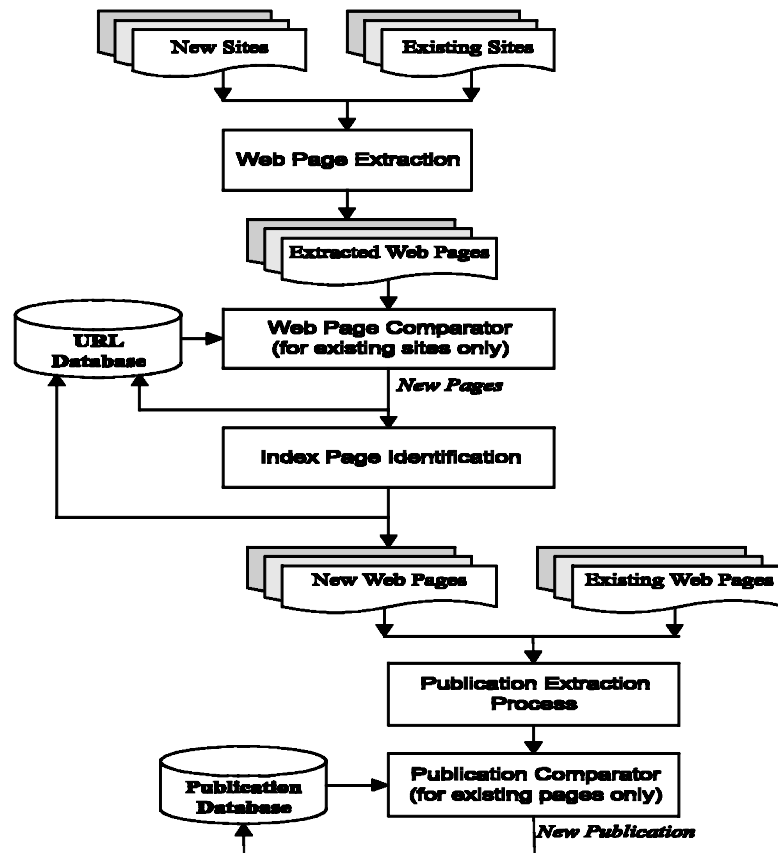 New Sites
Existing Sites
Web Page Extraction
Extracted Web Pages
URL
Database
Web Page Comparator
(for existing sites only)
New Pages
Index Page Identification
New Web Pages
Existing Web Pages
Publication Extraction
Process
Publication
Database
Publication Comparator
(for existing pages only)
New Publication